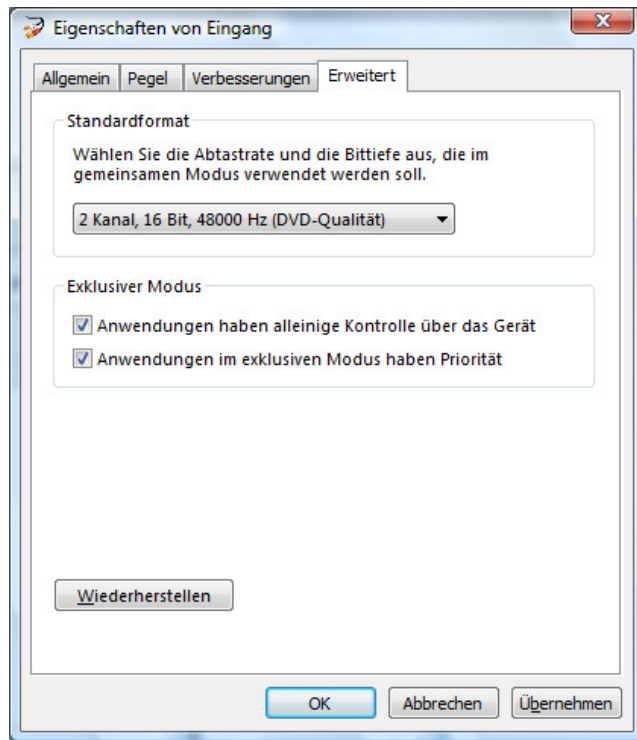 Eigenschaften von Eingang
Allgemein Pegel Verbesserungen Erweitert
Standardformat
Wählen Sie die Abtastrate und die Bittiefe aus, die im
gemeinsamen Modus verwendet werden soll.
2 Kanal, 16 Bit, 48000 Hz (DVD-Qualität)
Exklusiver Modus
Anwendungen haben alleinige Kontrolle über das Gerät
Anwendungen im exklusiven Modus haben Priorität
Wiederherstellen
OK Abbrechen Übernehmen